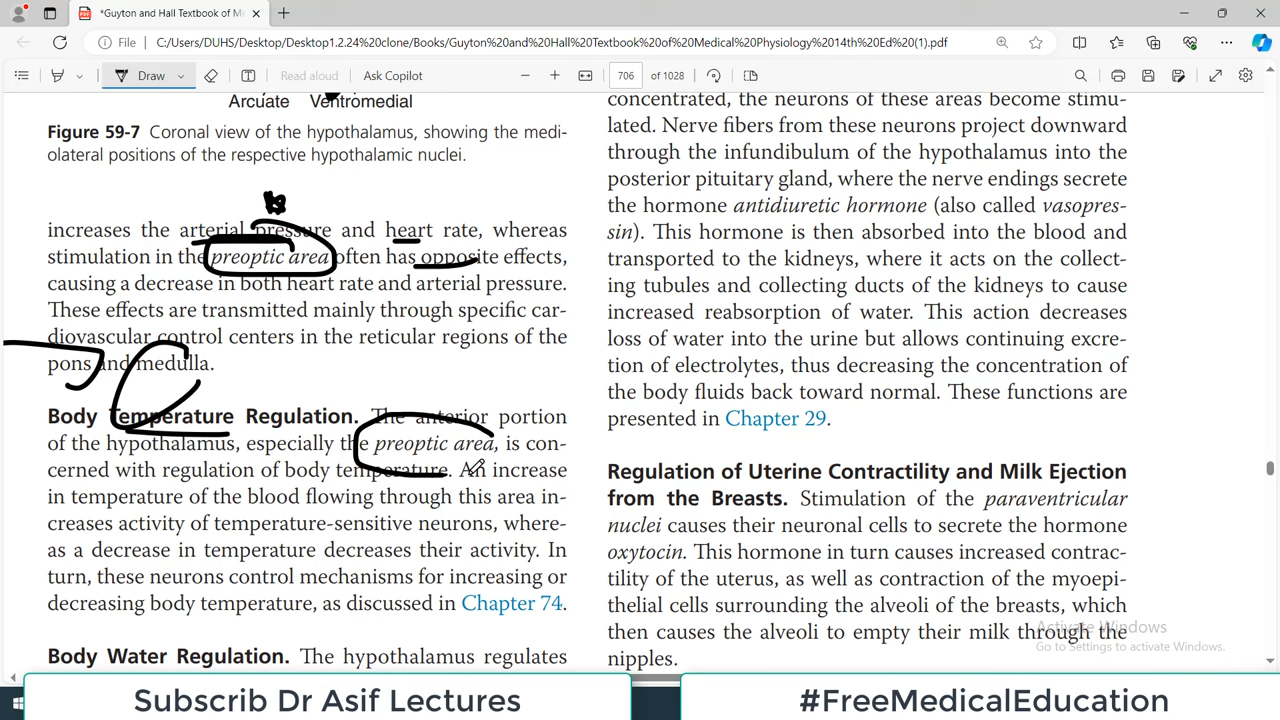 *Guyton and Hall Textbook of Me
File
C:/Users/DUHS/Desktop/Desktop1.2.24%20clone/Books/Guyton%20and%20Hall%20Textbook%20of%20Medical%20Physiology%2014th%20Ed%20(1).pdf
Draw
Read aloud
Ask Copilot
706
of 1028
Arcuate Ventromedial
Figure 59-7 Coronal view of the hypothalamus, showing the medi-
olateral positions of the respective hypothalamic nuclei.
increases the arterial pressure and heart rate, whereas
stimulation in the preoptic area often has opposite effects,
causing a decrease in both heart rate and arterial pressure.
These effects are transmitted mainly through specific car-
diovascular control centers in the reticular regions of the
pons and medulla.
Body Temperature Regulation. The anterior portion
of the hypothalamus, especially the preoptic area, is con-
cerned with regulation of body temperature. An increase
in temperature of the blood flowing through this area in-
creases activity of temperature-sensitive neurons, where-
as a decrease in temperature decreases their activity. In
turn, these neurons control mechanisms for increasing or
decreasing body temperature, as discussed in Chapter 74.
Body Water Regulation. The hypothalamus regulates
concentrated, the neurons of these areas become stimu-
lated. Nerve fibers from these neurons project downward
through the infundibulum of the hypothalamus into the
posterior pituitary gland, where the nerve endings secrete
the hormone antidiuretic hormone (also called vasopres-
sin). This hormone is then absorbed into the blood and
transported to the kidneys, where it acts on the collect-
ing tubules and collecting ducts of the kidneys to cause
increased reabsorption of water. This action decreases
loss of water into the urine but allows continuing excre-
tion of electrolytes, thus decreasing the concentration
of the body fluids back toward normal. These functions are
presented in Chapter 29.
Regulation of Uterine Contractility and Milk Ejection
from the Breasts. Stimulation of the paraventricular
nuclei causes their neuronal cells to secrete the hormone
oxytocin. This hormone in turn causes increased contrac-
tility of the uterus, as well as contraction of the myoepi-
thelial cells surrounding the alveoli of the breasts, which
then causes the alveoli to empty their milk through the
nipples.
Activate Windows
Go to Settings to activate Windows.
Subscrib Dr Asif Lectures
#FreeMedicalEducation